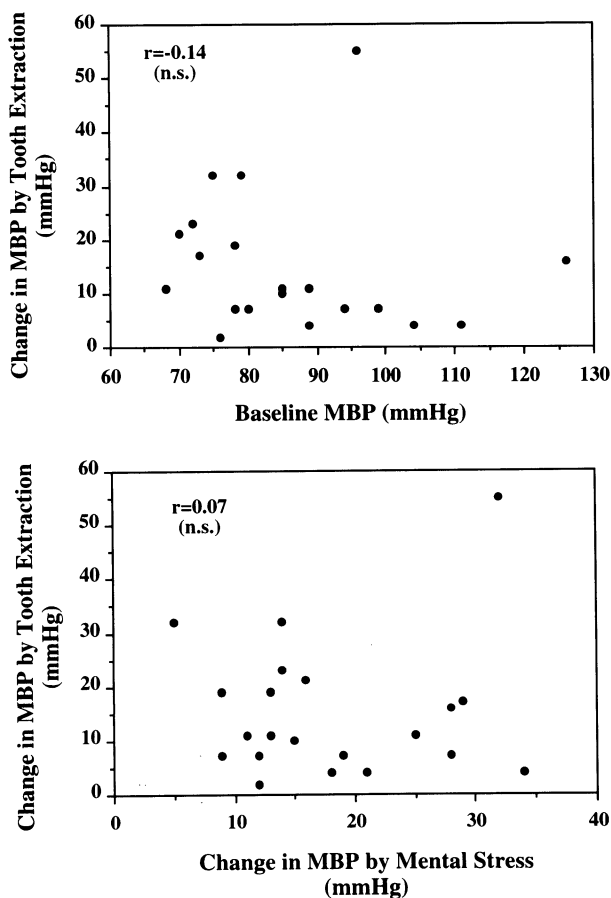 Change in MBP by Tooth Extraction
(mmHg)
60
50
40
30
20
10
0
r=-0.14
(n.s.)
60 70 80 90 100 110 120 130
Baseline MBP (mmHg)
Change in MBP by Tooth Extraction
(mmHg)
60
50
40
30
20
10
0
r=0.07
(n.s.)
0 10 20 30 40
Change in MBP by Mental Stress
(mmHg)